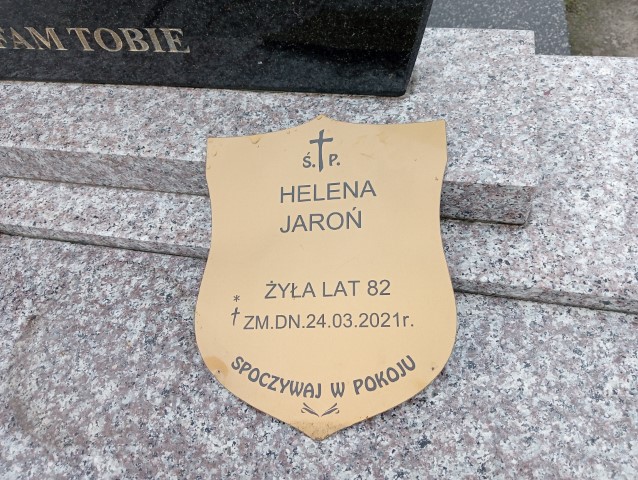 FAM TOBIE
Ś. P.
HELENA
JAROŃ
ŻYŁA LAT 82
* † ZM.DN.24.03.2021r.
SPOCZYWAJ W POKOJU